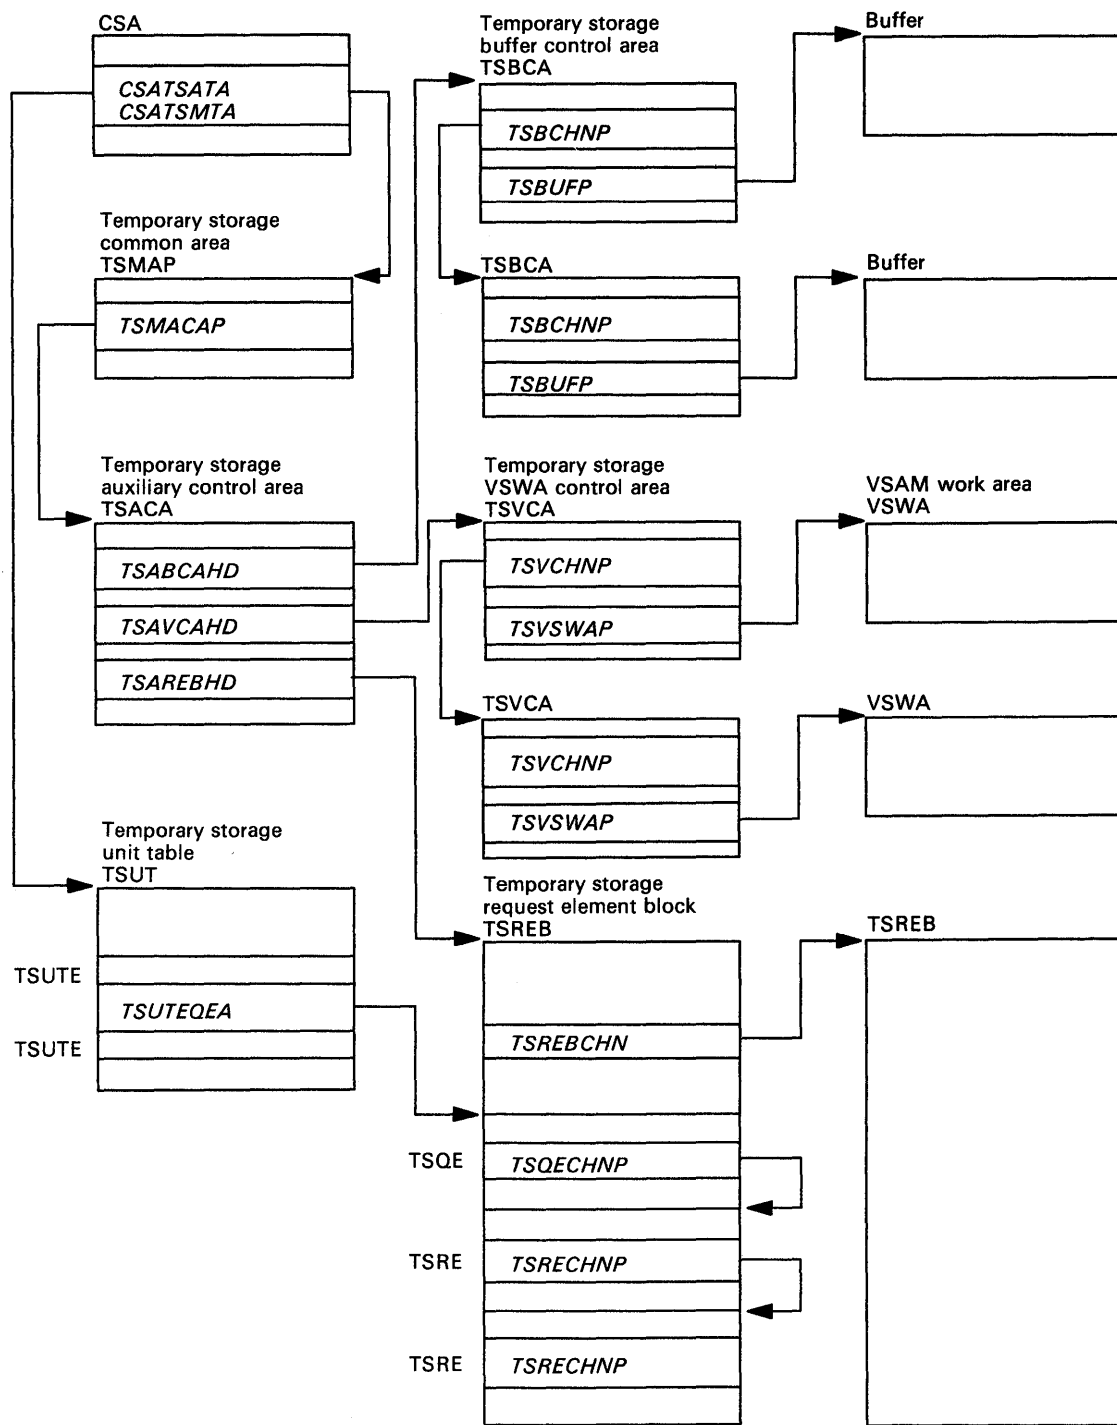 CSA
CSATSATA
CSATSMTA
Temporary storage
common area
TSMAP
TSMACAP
Temporary storage
auxiliary control area
TSACA
TSABCAHD
TSAVCAHD
TSAREBHD
Temporary storage
unit table
TSUT
TSUTE
TSUTEQEA
TSUTE
Temporary storage
buffer control area
TSBCA
TSBCHNP
TSBUFP
TSBCA
TSBCHNP
TSBUFP
Temporary storage
VSWA control area
TSVCA
TSVCHNP
TSVSWAP
TSVCA
TSVCHNP
TSVSWAP
Temporary storage
request element block
TSREB
TSREBCHN
TSQE
TSQECHNP
TSRE
TSRECHNP
TSRE
TSRECHNP
Buffer
Buffer
VSAM work area
VSWA
VSWA
TSREB